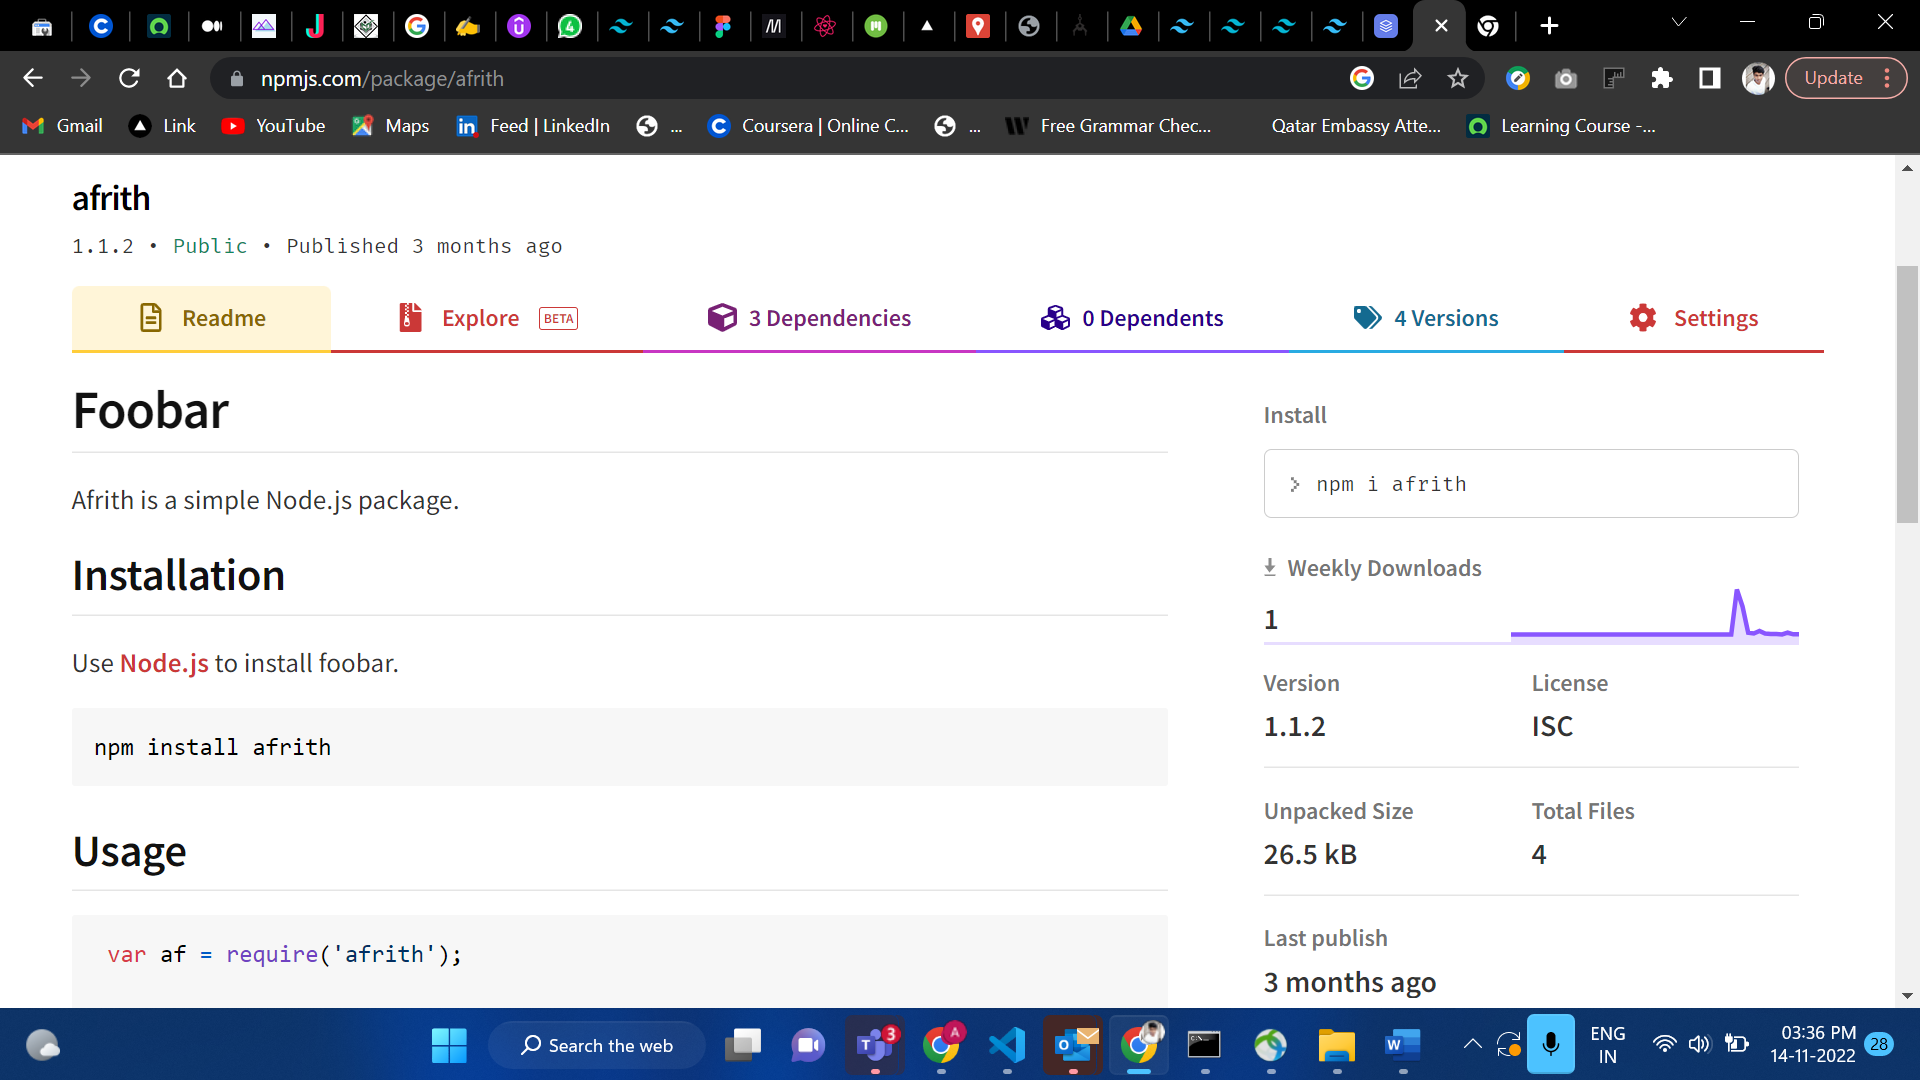 npmjs.com/package/afrith
Update
Gmail
Link
YouTube
Maps
Feed | LinkedIn
...
Coursera | Online C...
...
Free Grammar Chec...
Qatar Embassy Atte...
Learning Course -...
afrith
1.1.2 • Public • Published 3 months ago
Readme
Explore BETA
3 Dependencies
0 Dependents
4 Versions
Settings
Foobar
Afrith is a simple Node.js package.
Installation
Use Node.js to install foobar.
npm install afrith
Usage
var af = require('afrith');
Install
npm i afrith
Weekly Downloads
1
Version
License
1.1.2
ISC
Unpacked Size
Total Files
26.5 kB
4
Last publish
3 months ago
Search the web
3
A
ENG
IN
03:36 PM
14-11-2022
28